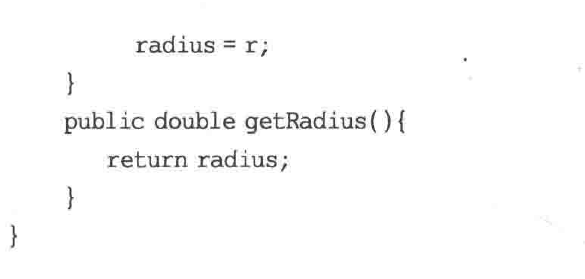 radius = r;
}
public double getRadius(){
return radius;
}
}